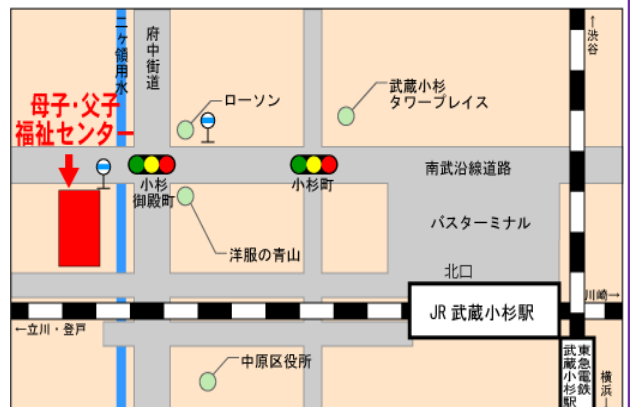 二ヶ領用水
府中街道
←渋谷
ローソン
武蔵小杉
タワープレイス
母子・父子
福祉センター
南武沿線道路
小杉
御殿町
小杉町
バスターミナル
洋服の青山
北口
川崎→
JR 武蔵小杉駅
←立川・登戸
中原区役所
東急電鉄
武蔵小杉駅
横浜↓